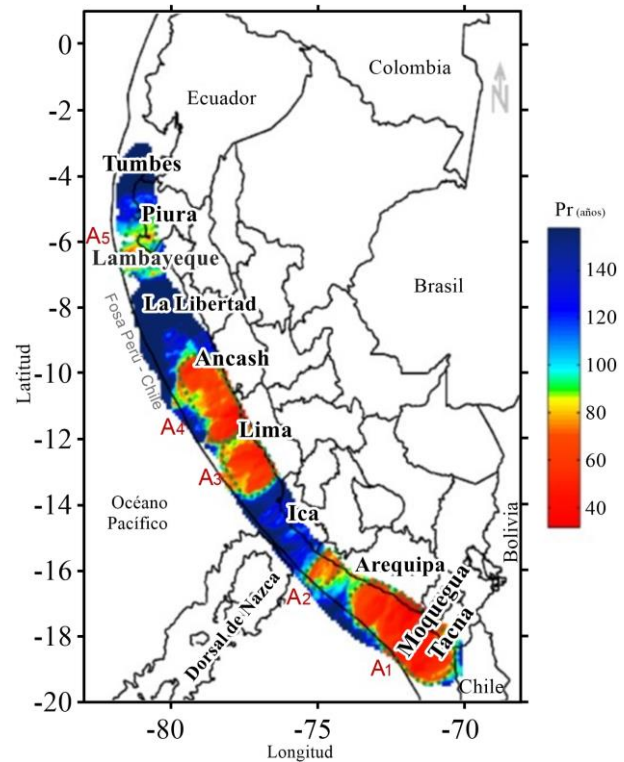 Colombia
Ecuador
N
Tumbes
Piura
A5
Lambayeque
La Libertad
Fosa Perú - Chile
Ancash
Brasil
Lima
A4
A3
Océano
Pacífico
Ica
Bolivia
Arequipa
A2
Dorsal de Nazca
Moquegua
Tacna
A1
Chile
Latitud
0
-2
-4
-6
-8
-10
-12
-14
-16
-18
-20
-80
-75
-70
Longitud
Pr (años)
140
120
100
80
60
40